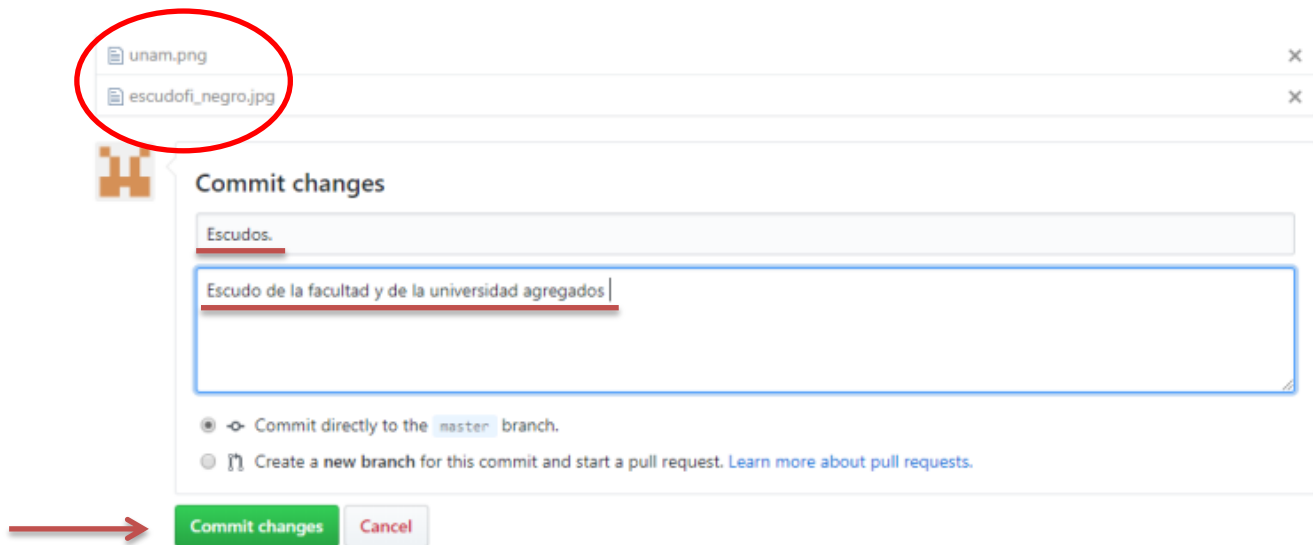 unam.png
escudofi_negro.jpg
Commit changes
Escudos.
Escudo de la facultad y de la universidad agregados
Commit directly to the master branch.
Create a new branch for this commit and start a pull request. Learn more about pull requests.
Commit changes Cancel